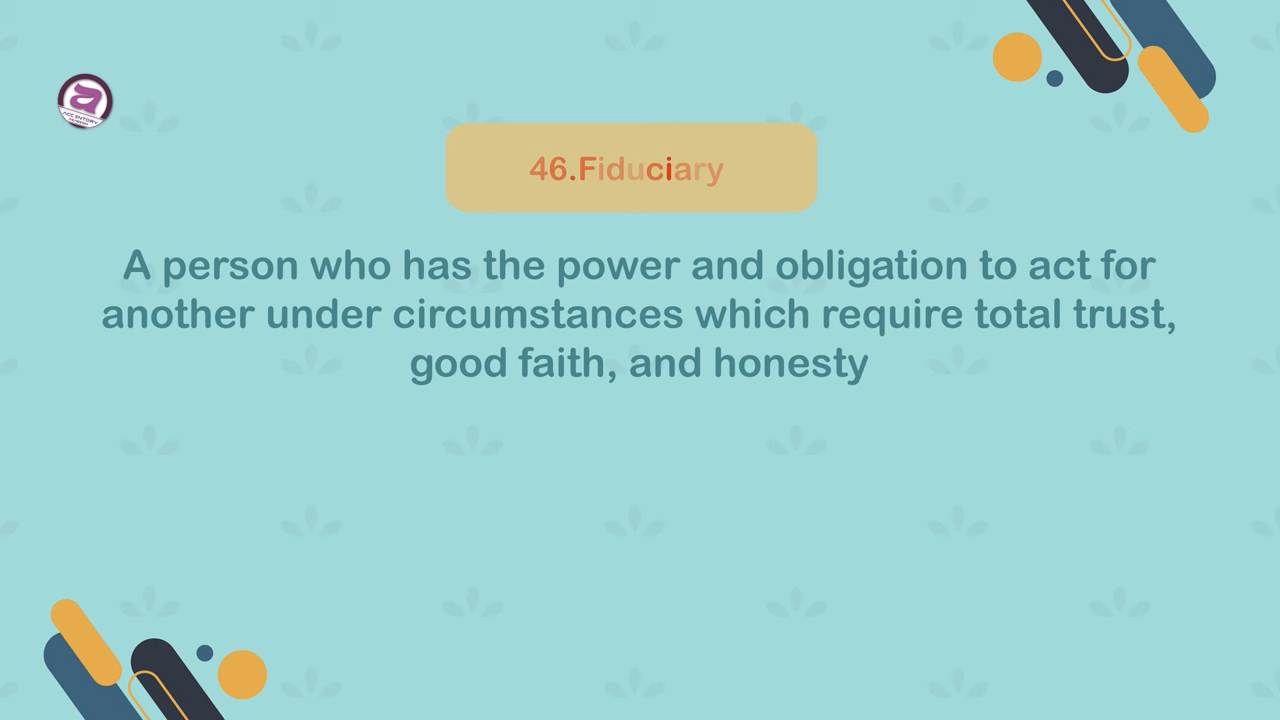 46.Fiduciary
A person who has the power and obligation to act for
another under circumstances which require total trust,
good faith, and honesty